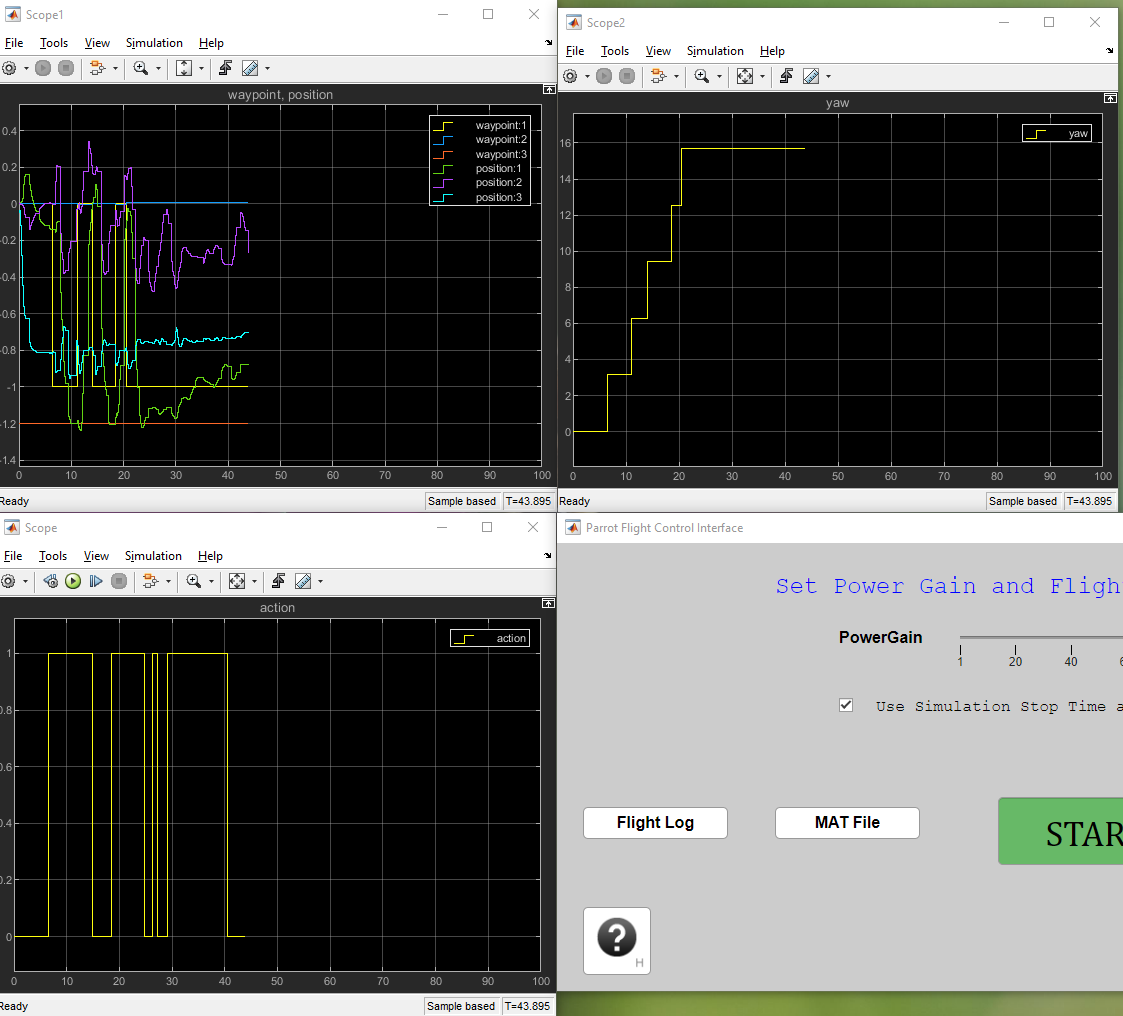 Scope1
File Tools View Simulation Help
waypoint, position
waypoint:1
waypoint:2
waypoint:3
position:1
position:2
position:3
0.4
0.2
0
-0.2
-0.4
-0.6
-0.8
-1
-1.2
-1.4
0 10 20 30 40 50 60 70 80 90 100
Ready Sample based T=43.895
Scope2
File Tools View Simulation Help
yaw
yaw
16
14
12
10
8
6
4
2
0
0 10 20 30 40 50 60 70 80 90 100
Ready Sample based T=43.895
Scope
File Tools View Simulation Help
action
action
1
0.8
0.6
0.4
0.2
0
0 10 20 30 40 50 60 70 80 90 100
Ready Sample based T=43.895
Parrot Flight Control Interface
Set Power Gain and Fligh
PowerGain
1 20 40 6
Use Simulation Stop Time a
Flight Log MAT File STAR
H